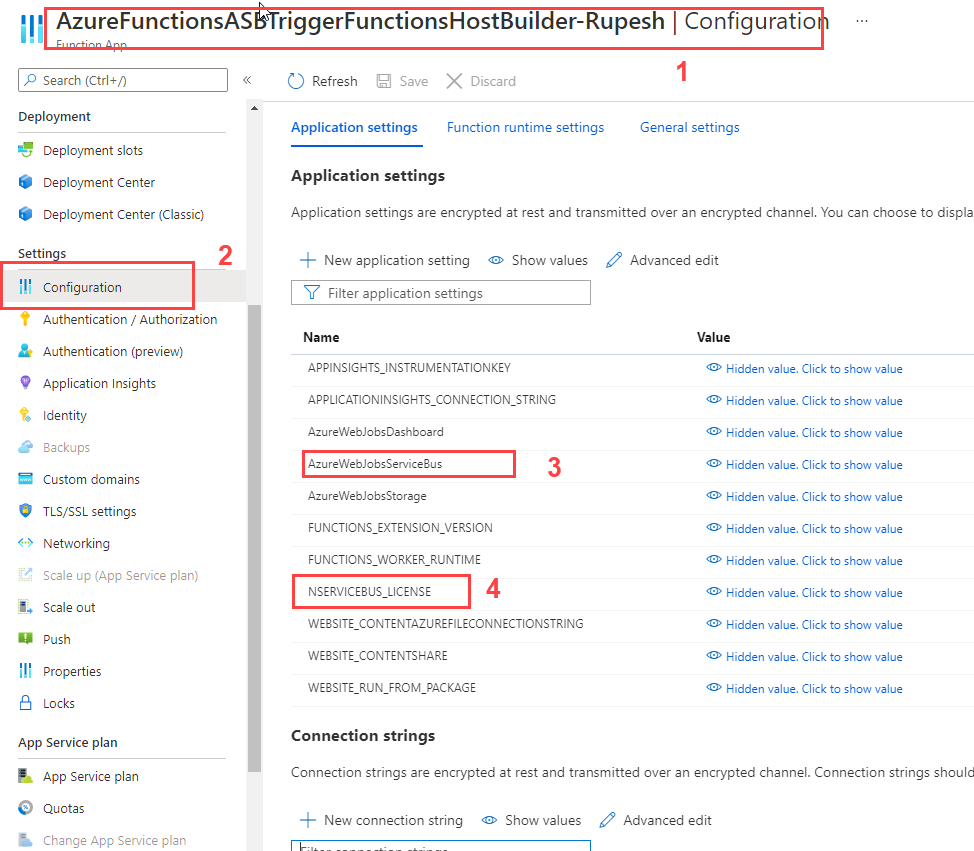 AzureFunctionsASBTriggerFunctionsHostBuilder-Rupesh | Configuration ...
Function App
1
Search (Ctrl+/) «
Refresh Save Discard
Deployment
Deployment slots
Deployment Center
Deployment Center (Classic)
Settings
2
Configuration
Authentication / Authorization
Authentication (preview)
Application Insights
Identity
Backups
Custom domains
TLS/SSL settings
Networking
Scale up (App Service plan)
Scale out
Push
Properties
Locks
App Service plan
App Service plan
Quotas
Change App Service plan
Application settings Function runtime settings General settings
Application settings
Application settings are encrypted at rest and transmitted over an encrypted channel. You can choose to displa
New application setting Show values Advanced edit
Filter application settings
Name Value
APPINSIGHTS_INSTRUMENTATIONKEY Hidden value. Click to show value
APPLICATIONINSIGHTS_CONNECTION_STRING Hidden value. Click to show value
AzureWebJobsDashboard Hidden value. Click to show value
AzureWebJobsServiceBus 3 Hidden value. Click to show value
AzureWebJobsStorage Hidden value. Click to show value
FUNCTIONS_EXTENSION_VERSION Hidden value. Click to show value
FUNCTIONS_WORKER_RUNTIME Hidden value. Click to show value
NSERVICEBUS_LICENSE 4 Hidden value. Click to show value
WEBSITE_CONTENTAZUREFILECONNECTIONSTRING Hidden value. Click to show value
WEBSITE_CONTENTSHARE Hidden value. Click to show value
WEBSITE_RUN_FROM_PACKAGE Hidden value. Click to show value
Connection strings
Connection strings are encrypted at rest and transmitted over an encrypted channel. Connection strings should
New connection string Show values Advanced edit
Filter connection strings